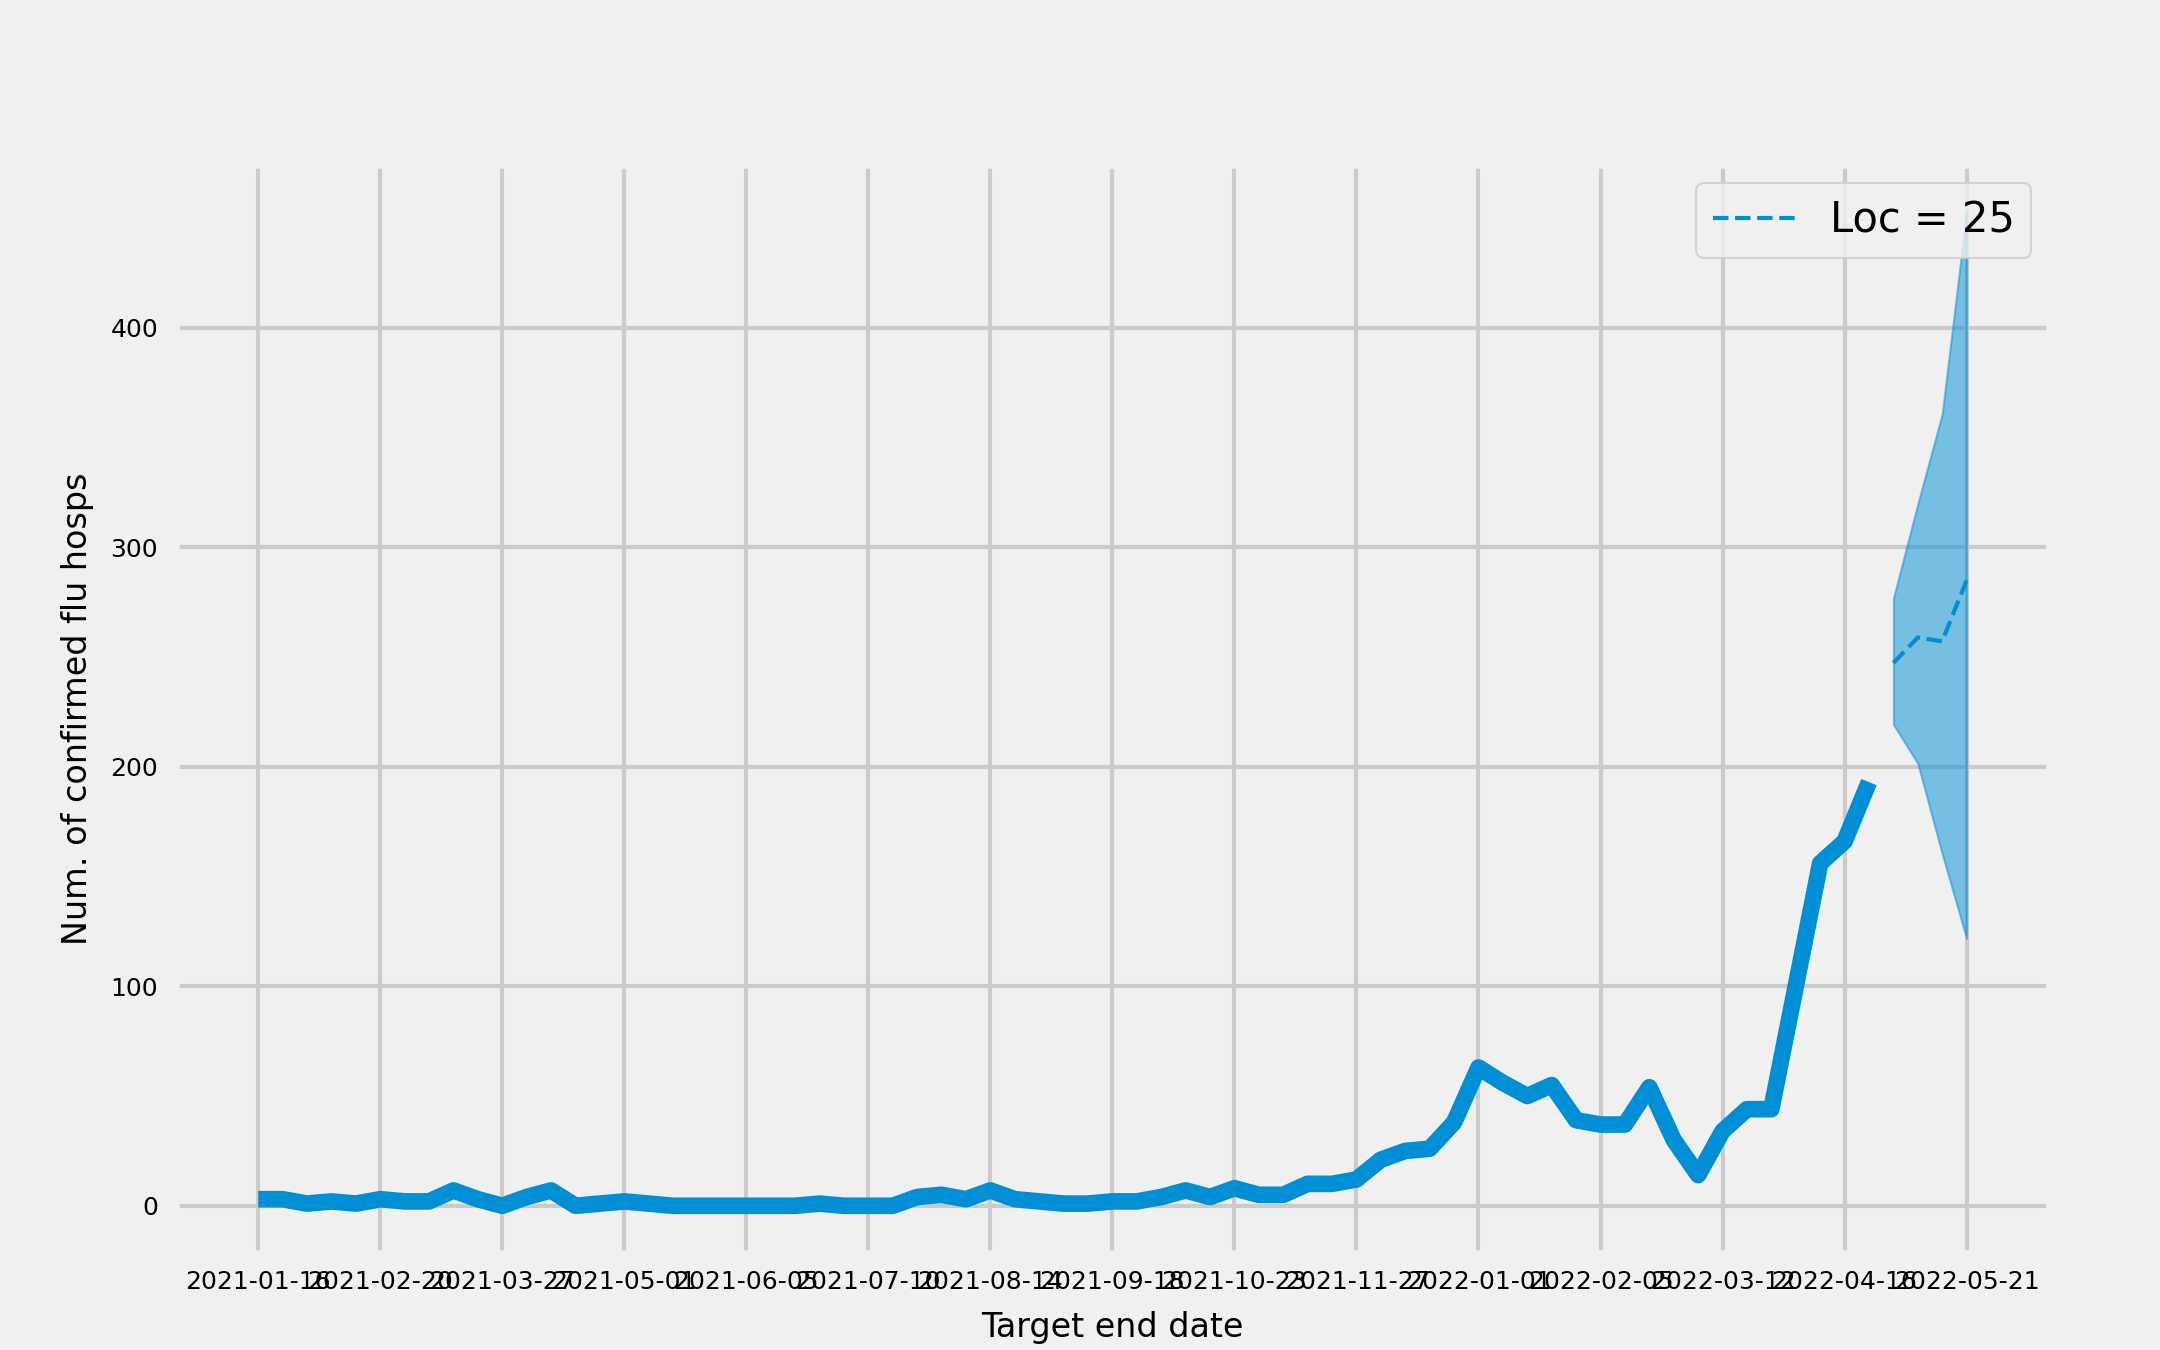 Loc = 25
400
300
200
100
0
Num. of confirmed flu hosps
2021-01-16 2021-02-20 2021-03-27 2021-05-01 2021-06-05 2021-07-10 2021-08-14 2021-09-18 2021-10-23 2021-11-27 2022-01-01 2022-02-05 2022-03-12 2022-04-16 2022-05-21
Target end date